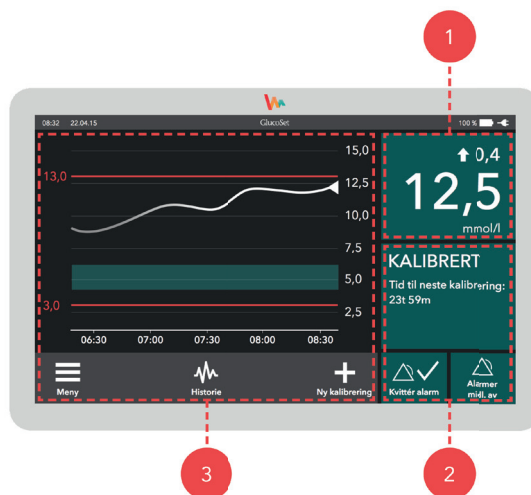 1
08:32 22.04.15 GlucoSet 100 %
15,0
13,0
12,5
10,0
7,5
5,0
3,0
2,5
06:30 07:00 07:30 08:00 08:30
0,4
12,5
mmol/l
KALIBRERT
Tid til neste kalibrering:
23t 59m
Meny
Historie
Ny kalibrering
Kvittér alarm
Alarmer
midl. av
3
2